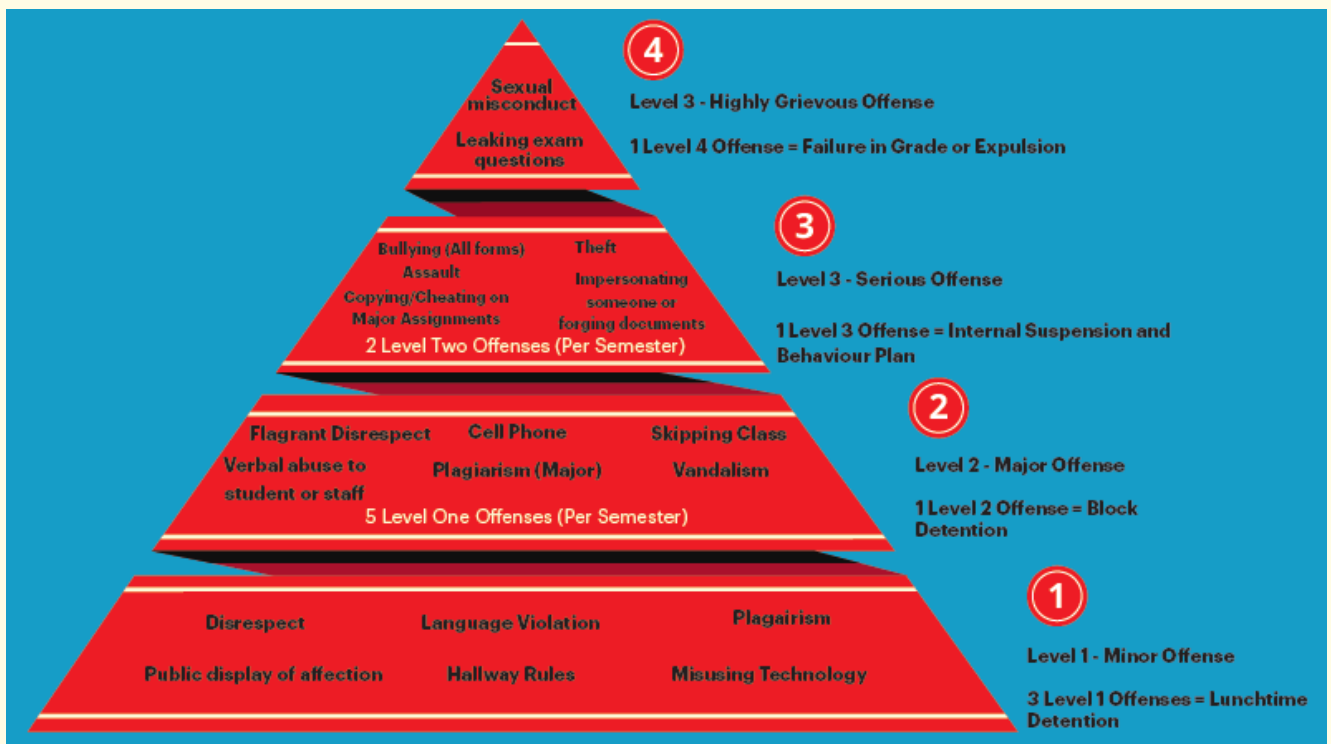 4
Sexual
misconduct
Leaking exam
questions
Level 3 - Highly Grievous Offense
1 Level 4 Offense = Failure in Grade or Expulsion
3
Bullying (All forms)
Assault
Copying/Cheating on
Major Assignments
Theft
Impersonating
someone or
forging documents
2 Level Two Offenses (Per Semester)
Level 3 - Serious Offense
1 Level 3 Offense = Internal Suspension and
Behaviour Plan
2
Flagrant Disrespect
Cell Phone
Skipping Class
Verbal abuse to
student or staff
Plagiarism (Major)
Vandalism
5 Level One Offenses (Per Semester)
Level 2 - Major Offense
1 Level 2 Offense = Block
Detention
1
Disrespect
Language Violation
Plagairism
Public display of affection
Hallway Rules
Misusing Technology
Level 1 - Minor Offense
3 Level 1 Offenses = Lunchtime
Detention